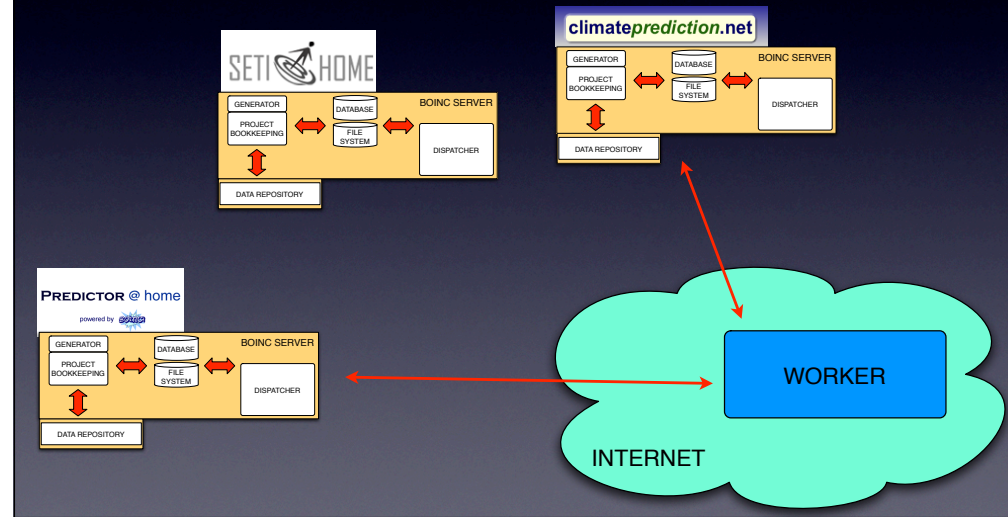 climateprediction.net
GENERATOR
PROJECT
BOOKKEEPING
DATABASE
FILE
SYSTEM
BOINC SERVER
DISPATCHER
DATA REPOSITORY
SETI HOME
GENERATOR
PROJECT
BOOKKEEPING
DATABASE
FILE
SYSTEM
BOINC SERVER
DISPATCHER
DATA REPOSITORY
PREDICTOR @ home
powered by
GENERATOR
PROJECT
BOOKKEEPING
DATABASE
FILE
SYSTEM
BOINC SERVER
DISPATCHER
DATA REPOSITORY
WORKER
INTERNET